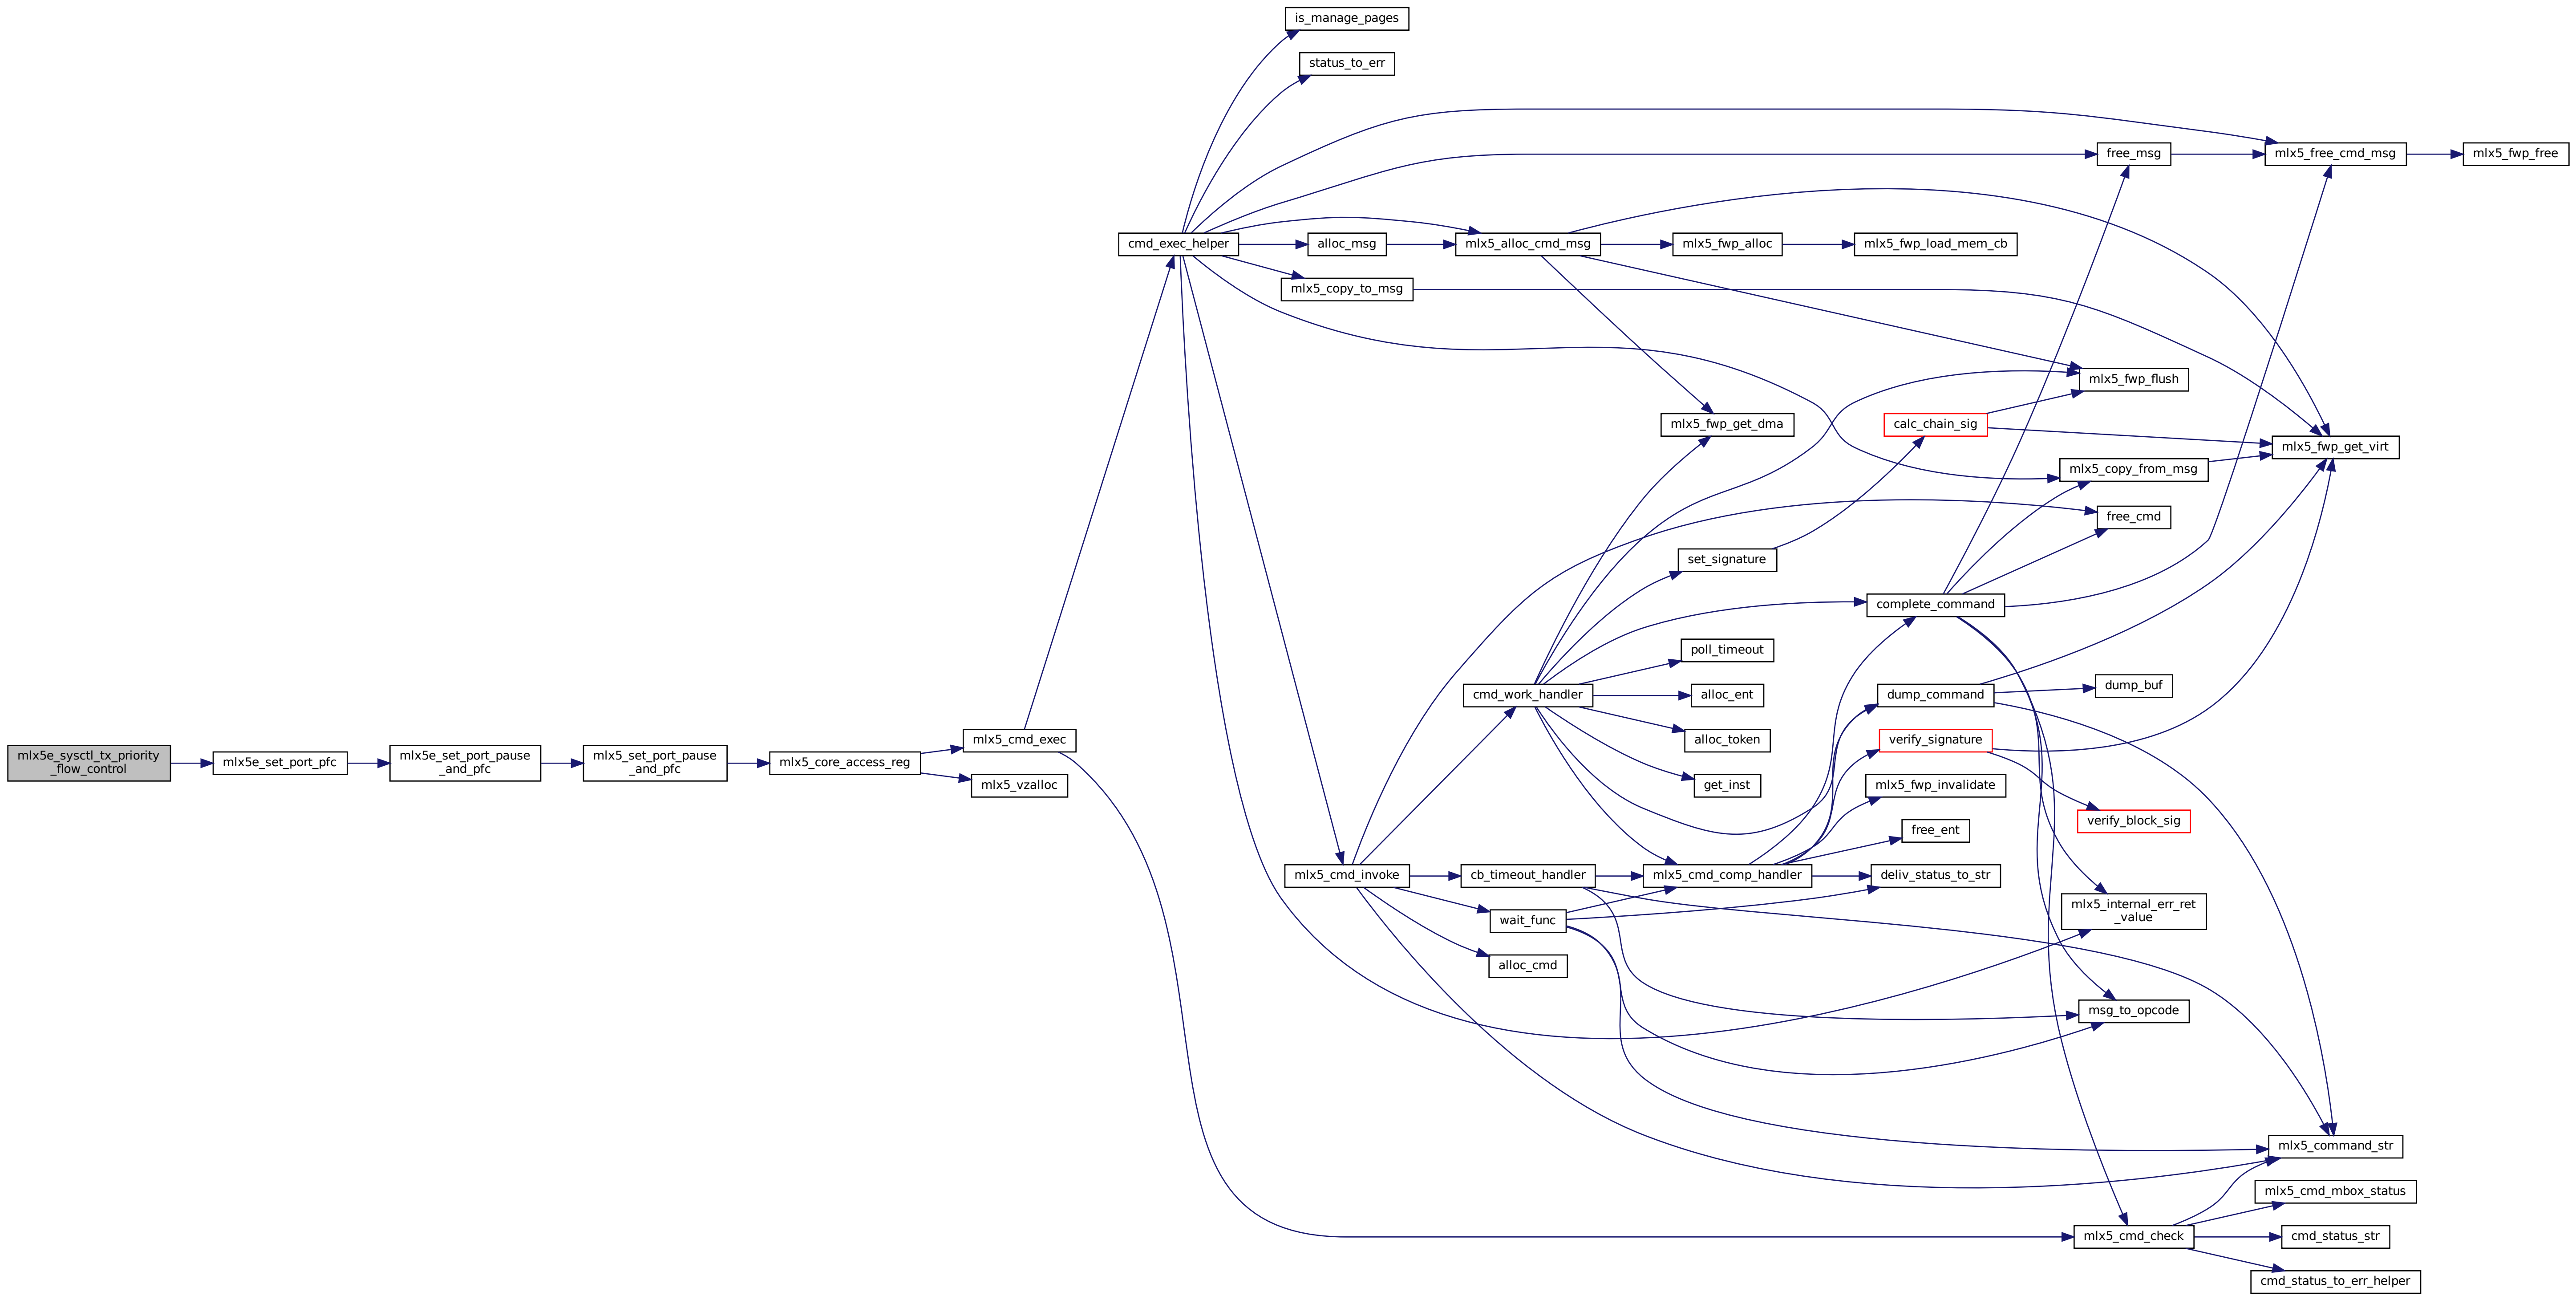 is_manage_pages
status_to_err
free_msg
mlx5_free_cmd_msg
mlx5_fwp_free
cmd_exec_helper
alloc_msg
mlx5_alloc_cmd_msg
mlx5_fwp_alloc
mlx5_fwp_load_mem_cb
mlx5_copy_to_msg
mlx5_fwp_flush
mlx5_fwp_get_dma
calc_chain_sig
mlx5_fwp_get_virt
mlx5_copy_from_msg
free_cmd
set_signature
complete_command
poll_timeout
cmd_work_handler
alloc_ent
dump_command
dump_buf
alloc_token
verify_signature
mlx5_cmd_exec
mlx5e_sysctl_tx_priority
_flow_control
mlx5e_set_port_pfc
mlx5e_set_port_pause
_and_pfc
mlx5_set_port_pause
_and_pfc
mlx5_core_access_reg
mlx5_vzalloc
get_inst
mlx5_fwp_invalidate
verify_block_sig
free_ent
mlx5_cmd_invoke
cb_timeout_handler
mlx5_cmd_comp_handler
deliv_status_to_str
wait_func
mlx5_internal_err_ret
_value
alloc_cmd
msg_to_opcode
mlx5_command_str
mlx5_cmd_mbox_status
mlx5_cmd_check
cmd_status_str
cmd_status_to_err_helper